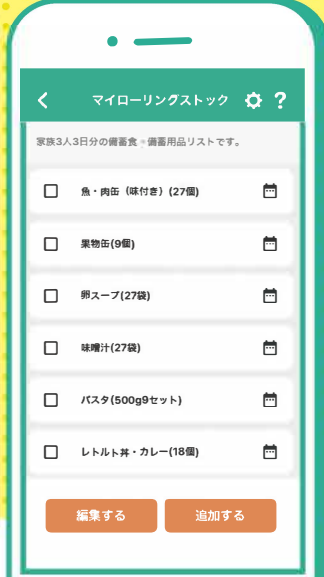 マイローリングストック ?
家族3人3日分の備蓄食・備蓄用品リストです。
魚・肉缶（味付き）(27個)
果物缶(9個)
卵スープ(27袋)
味噌汁(27袋)
パスタ(500g9セット)
レトルト丼・カレー(18個)
編集する 追加する